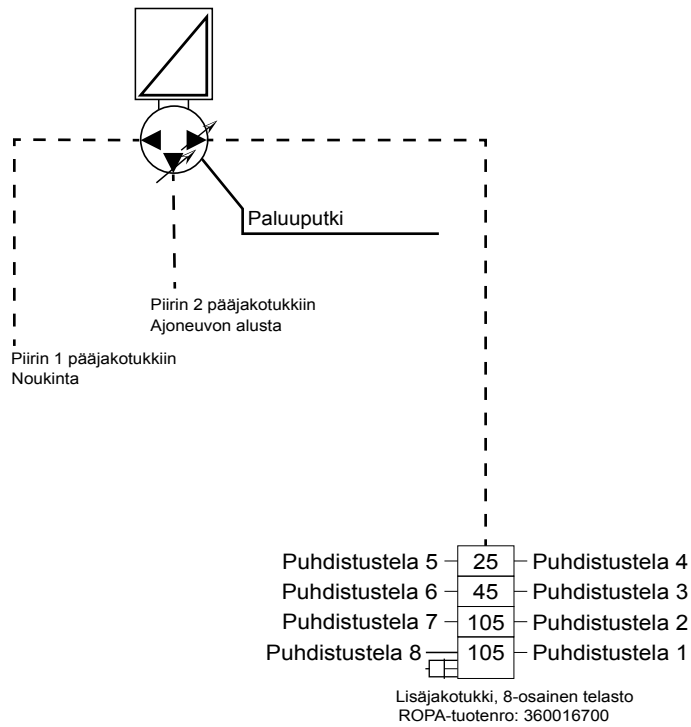 Paluuputki
Piirin 2 pääjakotukkiin
Ajoneuvon alusta
Piirin 1 pääjakotukkiin
Noukinta
Puhdistustela 5 25 Puhdistustela 4
Puhdistustela 6 45 Puhdistustela 3
Puhdistustela 7 105 Puhdistustela 2
Puhdistustela 8 105 Puhdistustela 1
Lisäjakotukki, 8-osainen telasto
ROPA-tuotenro: 360016700